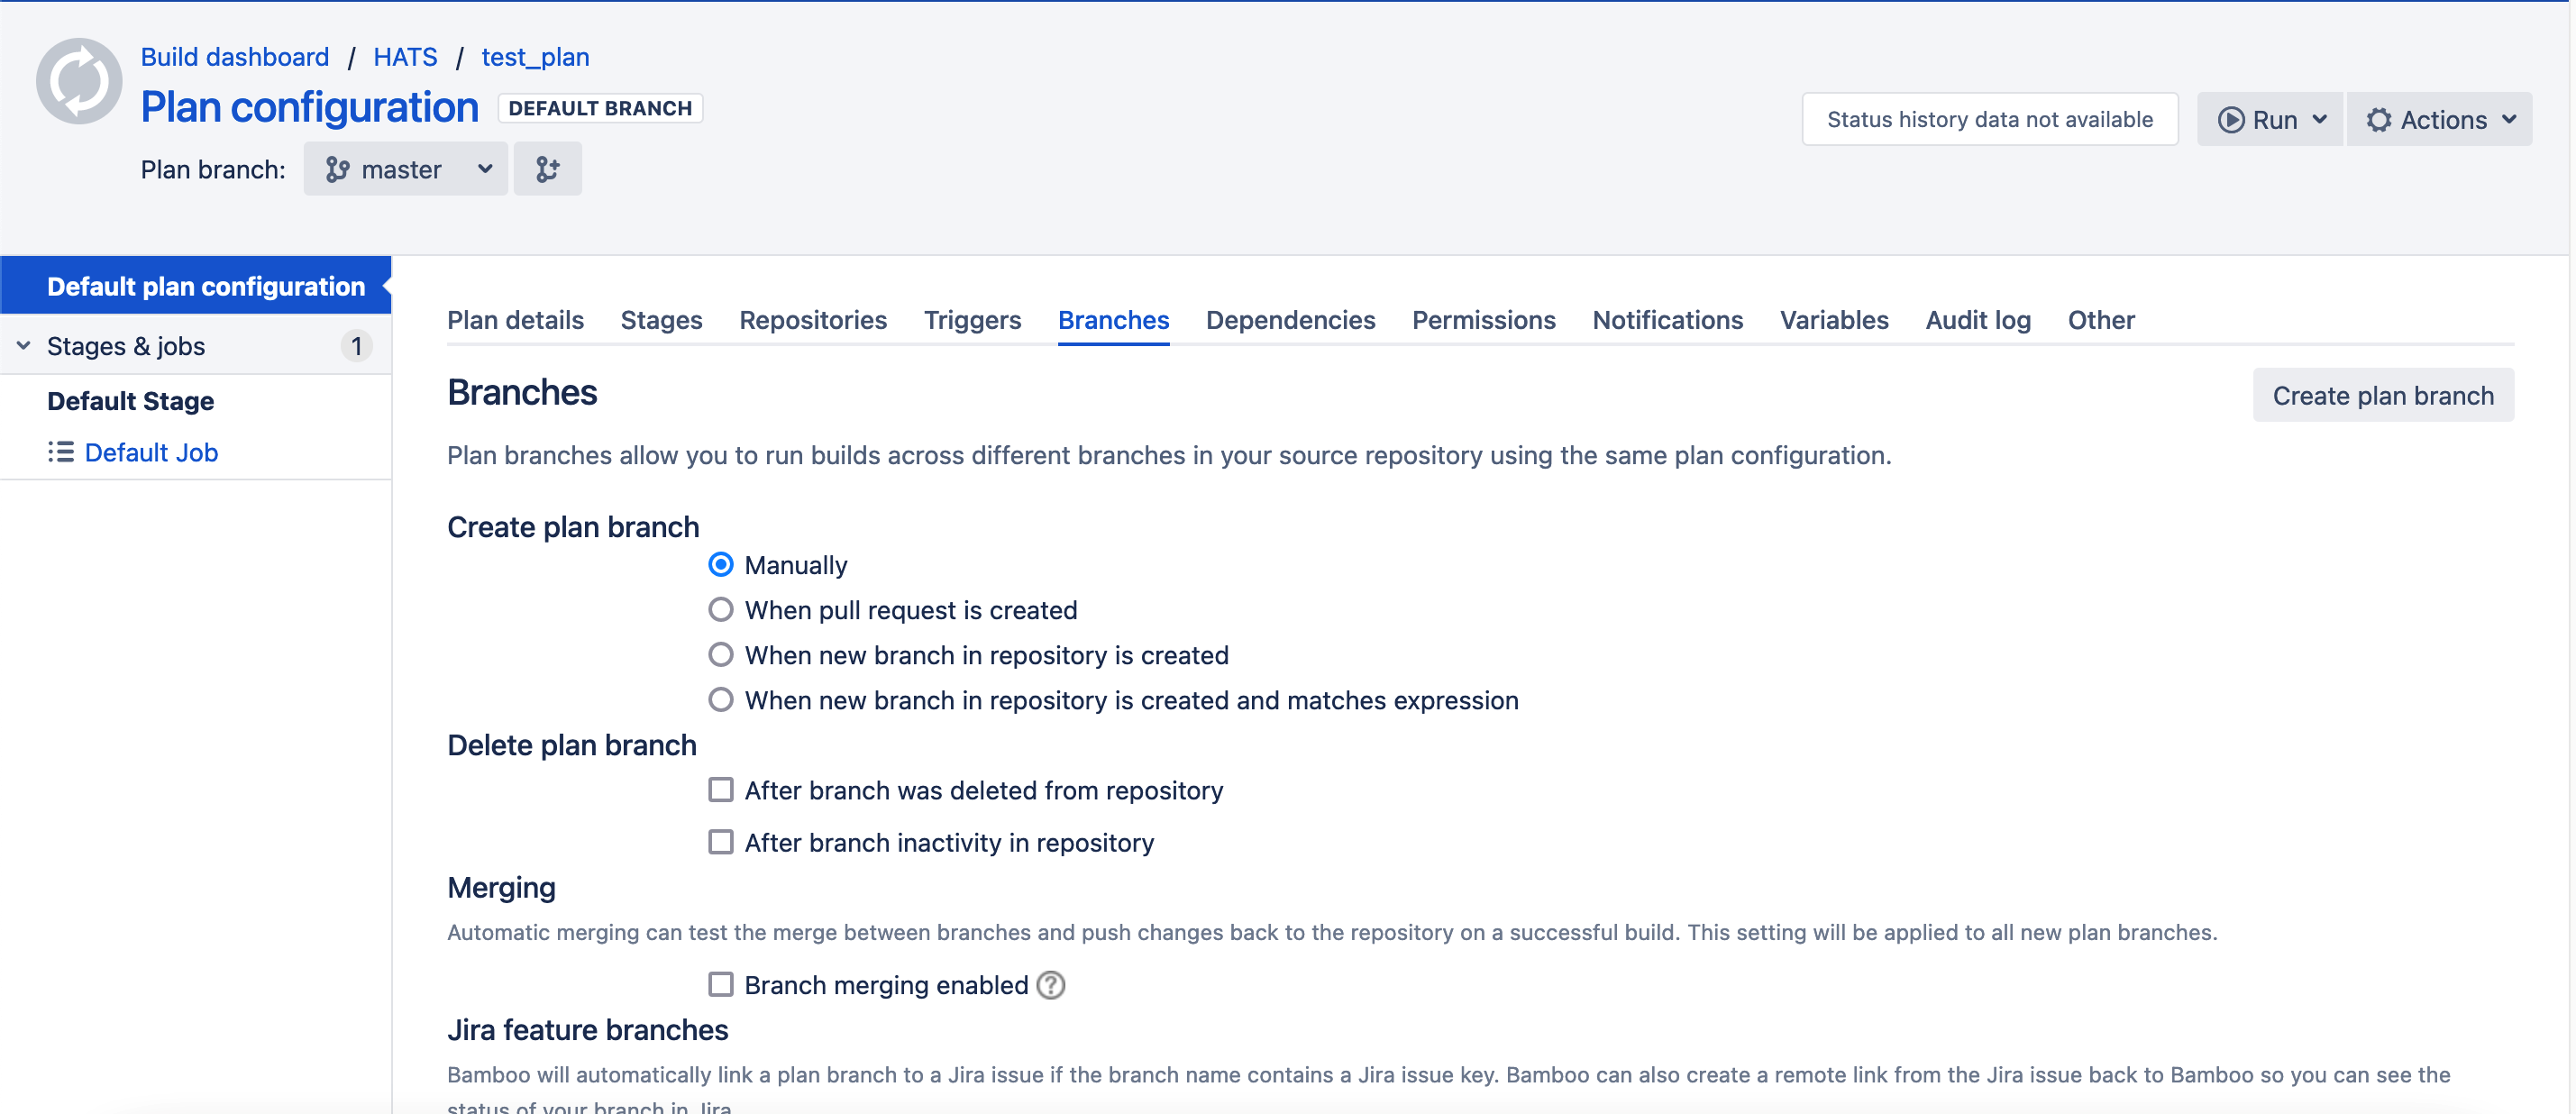 Build dashboard / HATS / test_plan
Plan configuration DEFAULT BRANCH
Plan branch: master
Status history data not available Run Actions
Default plan configuration
Stages & jobs 1
Default Stage
Default Job
Plan details Stages Repositories Triggers Branches Dependencies Permissions Notifications Variables Audit log Other
Branches
Create plan branch
Plan branches allow you to run builds across different branches in your source repository using the same plan configuration.
Create plan branch
Manually
When pull request is created
When new branch in repository is created
When new branch in repository is created and matches expression
Delete plan branch
After branch was deleted from repository
After branch inactivity in repository
Merging
Automatic merging can test the merge between branches and push changes back to the repository on a successful build. This setting will be applied to all new plan branches.
Branch merging enabled ?
Jira feature branches
Bamboo will automatically link a plan branch to a Jira issue if the branch name contains a Jira issue key. Bamboo can also create a remote link from the Jira issue back to Bamboo so you can see the
status of your branch in Jira